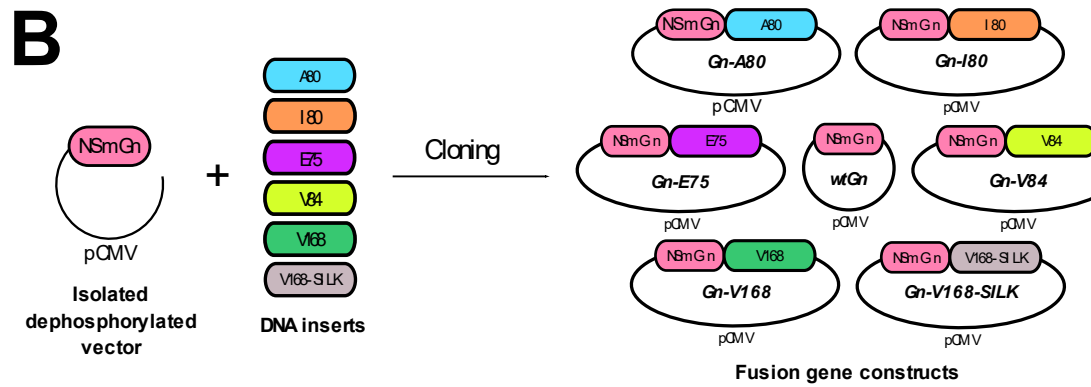 B
NSmGn
pCMV
Isolated
dephosphorylated
vector
+
A80
I80
E75
V84
V168
V168-SILK
DNA inserts
Cloning
NSmGn A80
Gn-A80
pCMV
NSmGn I80
Gn-I80
pCMV
NSmGn E75
Gn-E75
pCMV
NSmGn
wtGn
pCMV
NSmGn V84
Gn-V84
pCMV
NSmGn V168
Gn-V168
pCMV
NSmGn V168-SILK
Gn-V168-SILK
pCMV
Fusion gene constructs